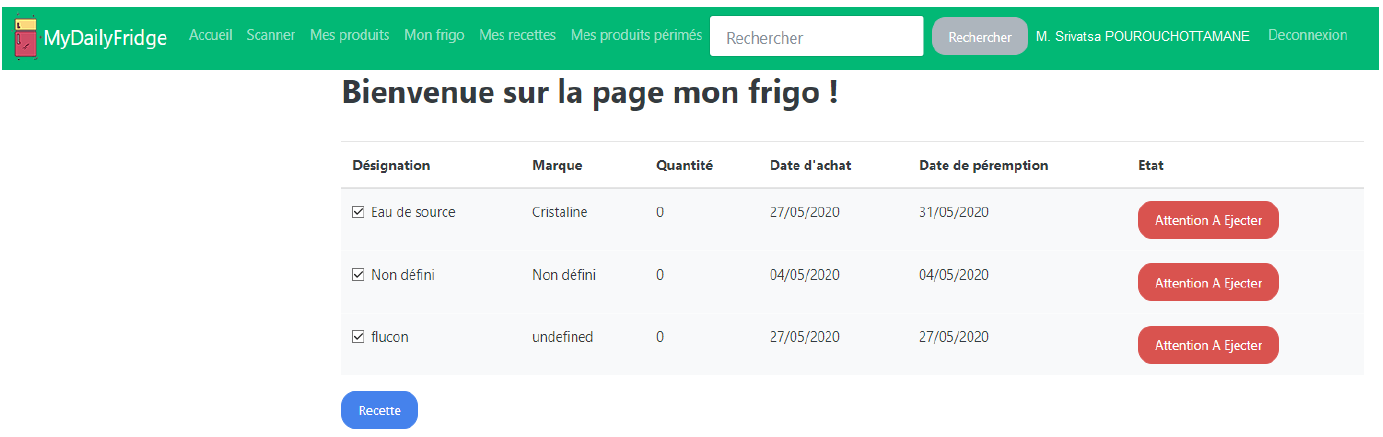 MyDailyFridge Accueil Scanner Mes produits Mon frigo Mes recettes Mes produits périmés Rechercher Rechercher M. Srivatsa POUROUCHOTTAMANE Deconnexion
Bienvenue sur la page mon frigo !
Désignation Marque Quantité Date d'achat Date de péremption Etat
Eau de source Cristaline 0 27/05/2020 31/05/2020 Attention A Ejecter
Non défini Non défini 0 04/05/2020 04/05/2020 Attention A Ejecter
flucon undefined 0 27/05/2020 27/05/2020 Attention A Ejecter
Recette